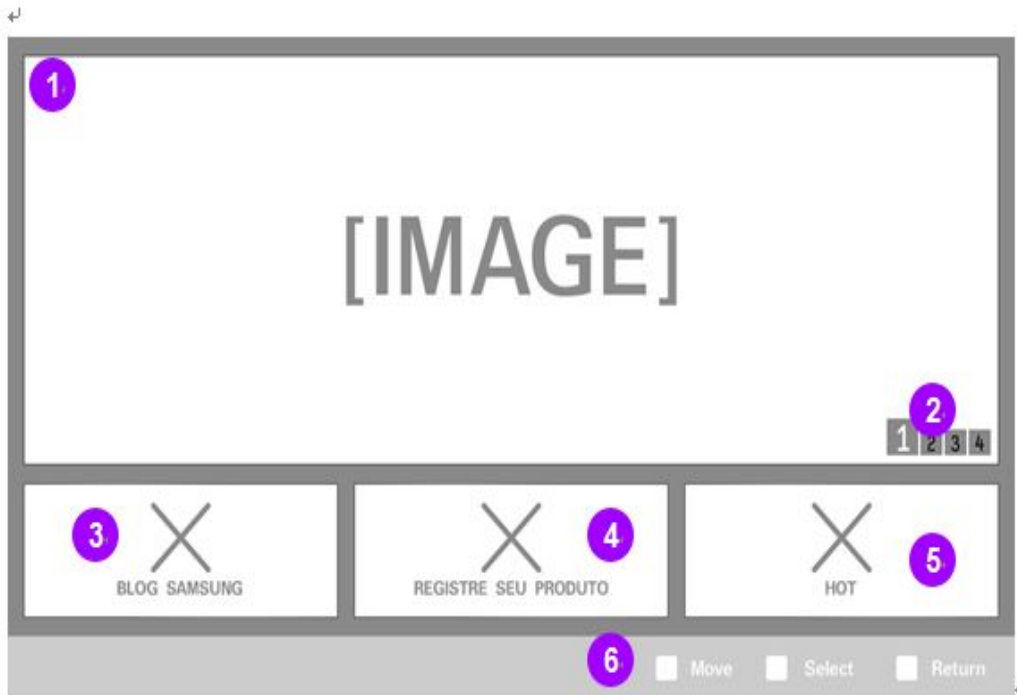 ↵
1
[IMAGE]
2
1 2 3 4
3
BLOG SAMSUNG
4
REGISTRE SEU PRODUTO
5
HOT
6
Move Select Return